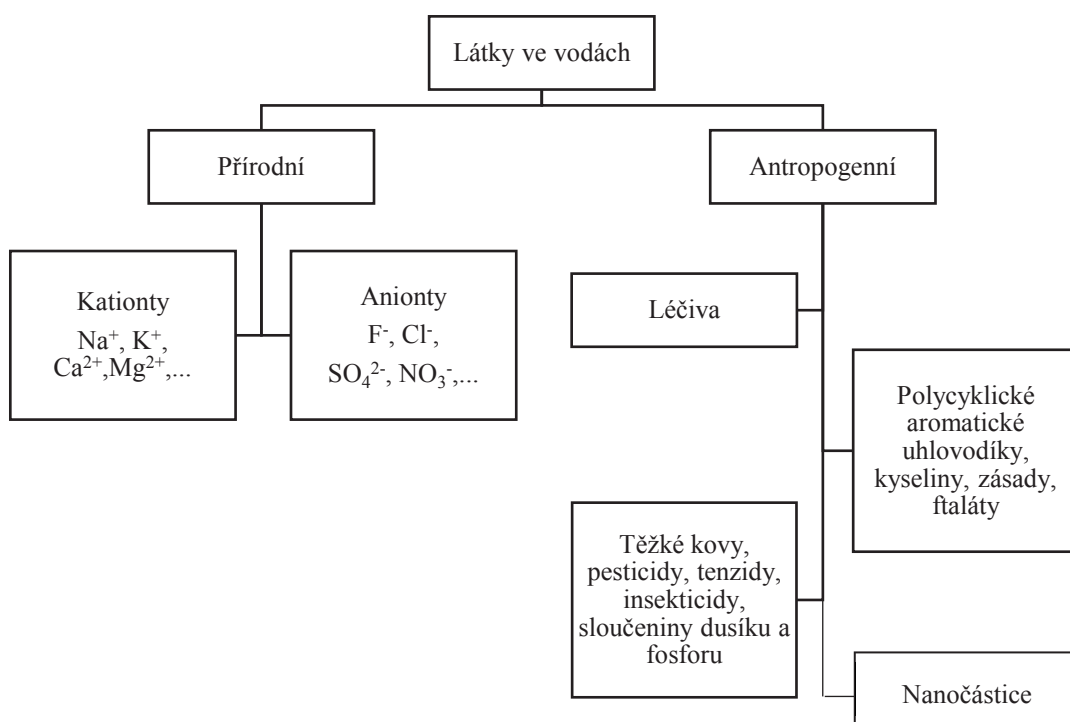 Látky ve vodách
Přírodní
Antropogenní
Kationty
Na⁺, K⁺,
Ca²⁺,Mg²⁺,...
Anionty
F⁻, Cl⁻,
SO₄²⁻, NO₃⁻,...
Léčiva
Polycyklické
aromatické
uhlovodíky,
kyseliny, zásady,
ftaláty
Těžké kovy,
pesticidy, tenzidy,
insekticidy,
sloučeniny dusíku a
fosforu
Nanočástice